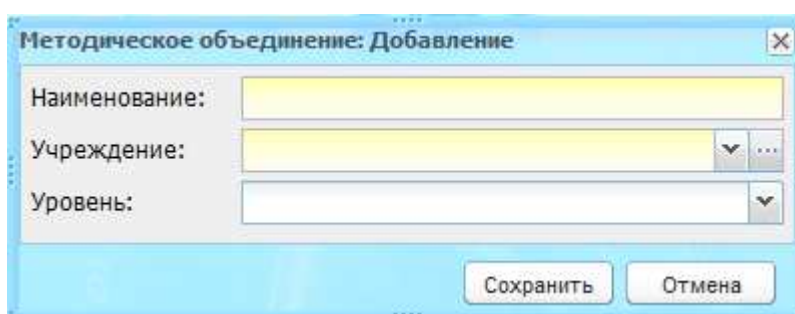 Методическое объединение: Добавление
Наименование:
Учреждение:
Уровень:
Сохранить Отмена